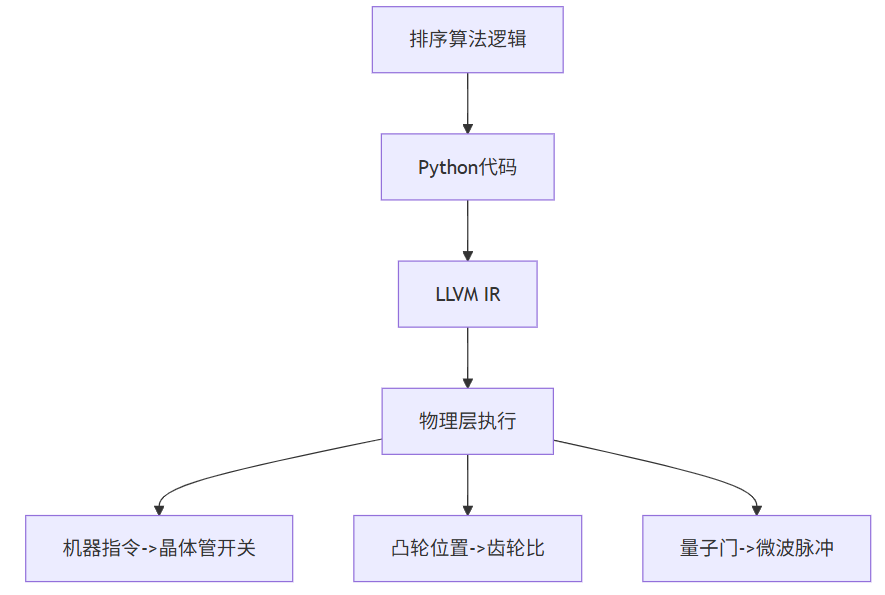 排序算法逻辑
Python代码
LLVM IR
物理层执行
机器指令->晶体管开关
凸轮位置->齿轮比
量子门->微波脉冲